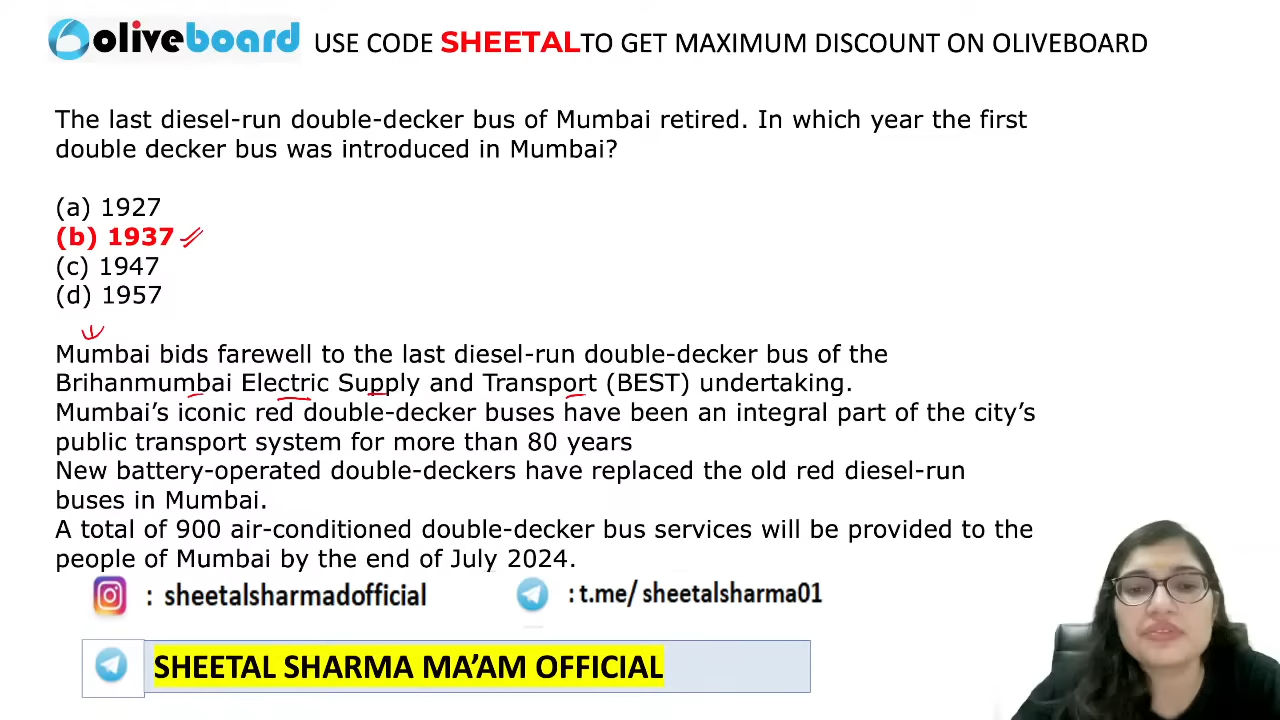 oliveboard USE CODE SHEETAL TO GET MAXIMUM DISCOUNT ON OLIVEBOARD
The last diesel-run double-decker bus of Mumbai retired. In which year the first
double decker bus was introduced in Mumbai?
(a) 1927
(b) 1937
(c) 1947
(d) 1957
Mumbai bids farewell to the last diesel-run double-decker bus of the
Brihanmumbai Electric Supply and Transport (BEST) undertaking.
Mumbai’s iconic red double-decker buses have been an integral part of the city’s
public transport system for more than 80 years
New battery-operated double-deckers have replaced the old red diesel-run
buses in Mumbai.
A total of 900 air-conditioned double-decker bus services will be provided to the
people of Mumbai by the end of July 2024.
: sheetalsharmadofficial : t.me/ sheetalsharma01
SHEETAL SHARMA MA’AM OFFICIAL